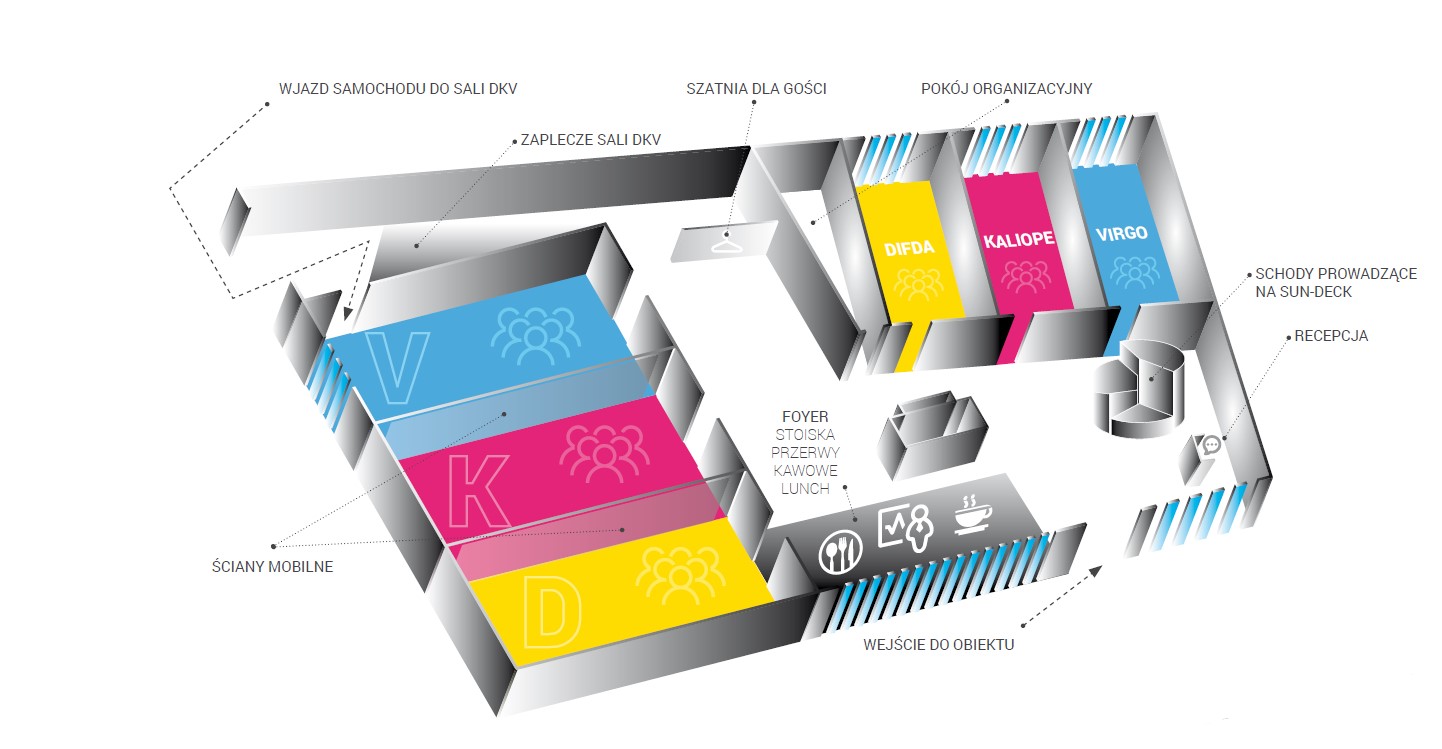 WJAZD SAMOCHODU DO SALI DKV
SZATNIA DLA GOŚCI
POKÓJ ORGANIZACYJNY
ZAPLECZE SALI DKV
DIFDA
KALIOPE
VIRGO
SCHODY PROWADZĄCE
NA SUN-DECK
RECEPCJA
V
K
D
FOYER
STOISKA
PRZERWY
KAWOWE
LUNCH
ŚCIANY MOBILNE
WEJŚCIE DO OBIEKTU